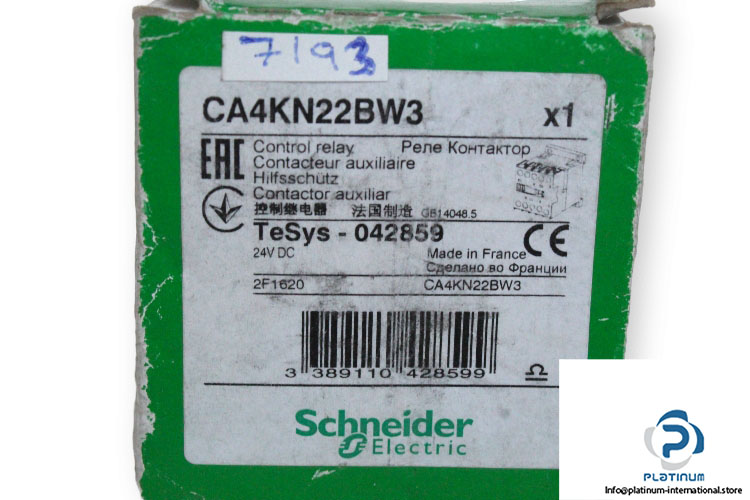 7193
CA4KN22BW3 x1
EAC Control relay Реле Контактор
Contacteur auxiliaire
Hilfsschütz
Contactor auxiliar
控制继电器 法国制造 GB14048.5
TeSys - 042859
24V DC Made in France CE
Сделано во Франции
2F1620 CA4KN22BW3
3 389110 428599
Schneider
Electric
PLATINUM
Info@platinum-international.store